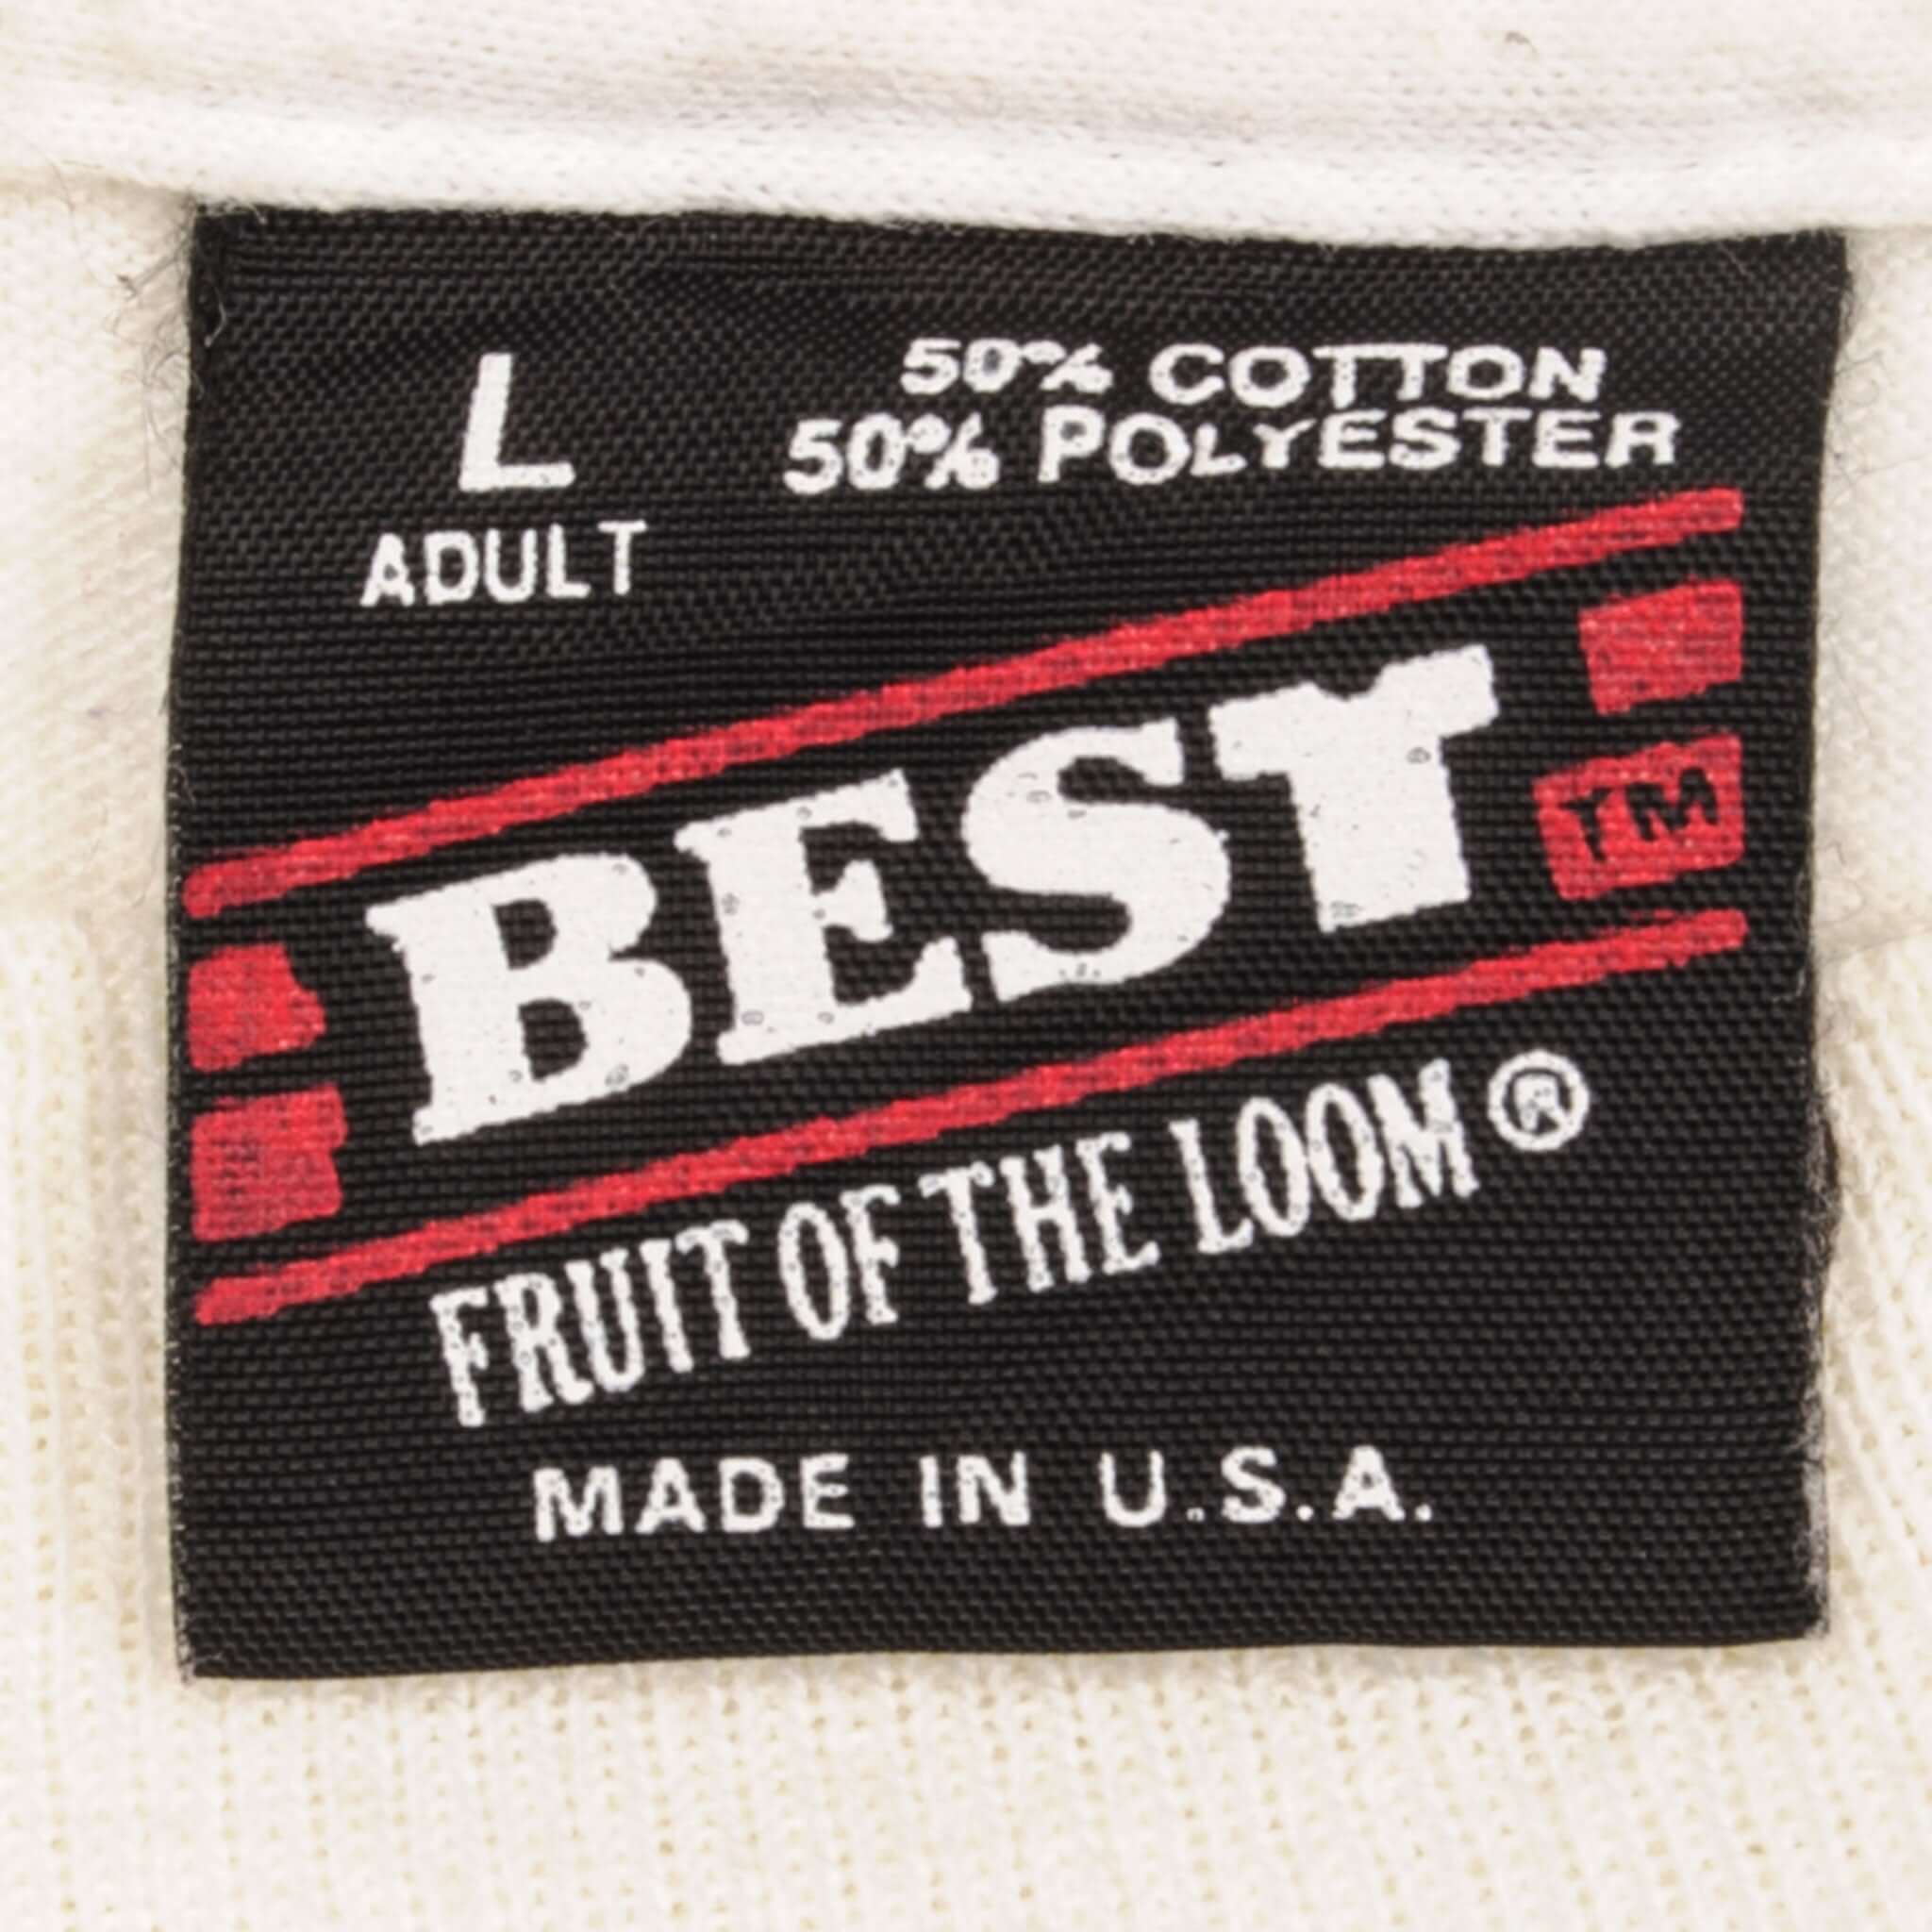 L
ADULT
50% COTTON
50% POLYESTER
BEST
TM
FRUIT OF THE LOOM ®
MADE IN U.S.A.